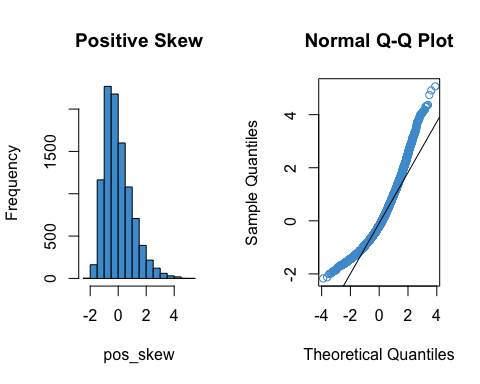 Positive Skew
Frequency
0
500
1500
-2 0 2 4
pos_skew
Normal Q-Q Plot
Sample Quantiles
-2
0
2
4
-4 -2 0 2 4
Theoretical Quantiles